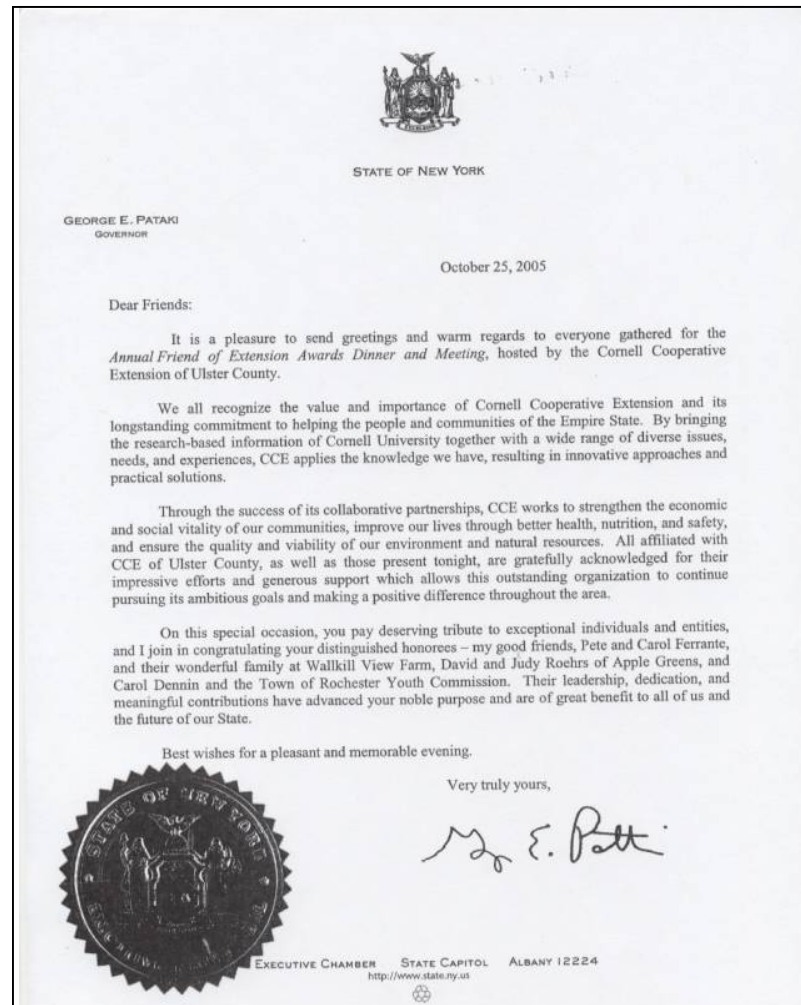 EXCELSIOR
STATE OF NEW YORK
GEORGE E. PATAKI
GOVERNOR
October 25, 2005
Dear Friends:
It is a pleasure to send greetings and warm regards to everyone gathered for the
Annual Friend of Extension Awards Dinner and Meeting, hosted by the Cornell Cooperative
Extension of Ulster County.
We all recognize the value and importance of Cornell Cooperative Extension and its
longstanding commitment to helping the people and communities of the Empire State. By bringing
the research-based information of Cornell University together with a wide range of diverse issues,
needs, and experiences, CCE applies the knowledge we have, resulting in innovative approaches and
practical solutions.
Through the success of its collaborative partnerships, CCE works to strengthen the economic
and social vitality of our communities, improve our lives through better health, nutrition, and safety,
and ensure the quality and viability of our environment and natural resources. All affiliated with
CCE of Ulster County, as well as those present tonight, are gratefully acknowledged for their
impressive efforts and generous support which allows this outstanding organization to continue
pursuing its ambitious goals and making a positive difference throughout the area.
On this special occasion, you pay deserving tribute to exceptional individuals and entities,
and I join in congratulating your distinguished honorees – my good friends, Pete and Carol Ferrante,
and their wonderful family at Wallkill View Farm, David and Judy Roehrs of Apple Greens, and
Carol Dennin and the Town of Rochester Youth Commission. Their leadership, dedication, and
meaningful contributions have advanced your noble purpose and are of great benefit to all of us and
the future of our State.
Best wishes for a pleasant and memorable evening.
Very truly yours,
STATE OF NEW YORK
EXECUTIVE CHAMBER STATE CAPITOL ALBANY 12224
http://www.state.ny.us